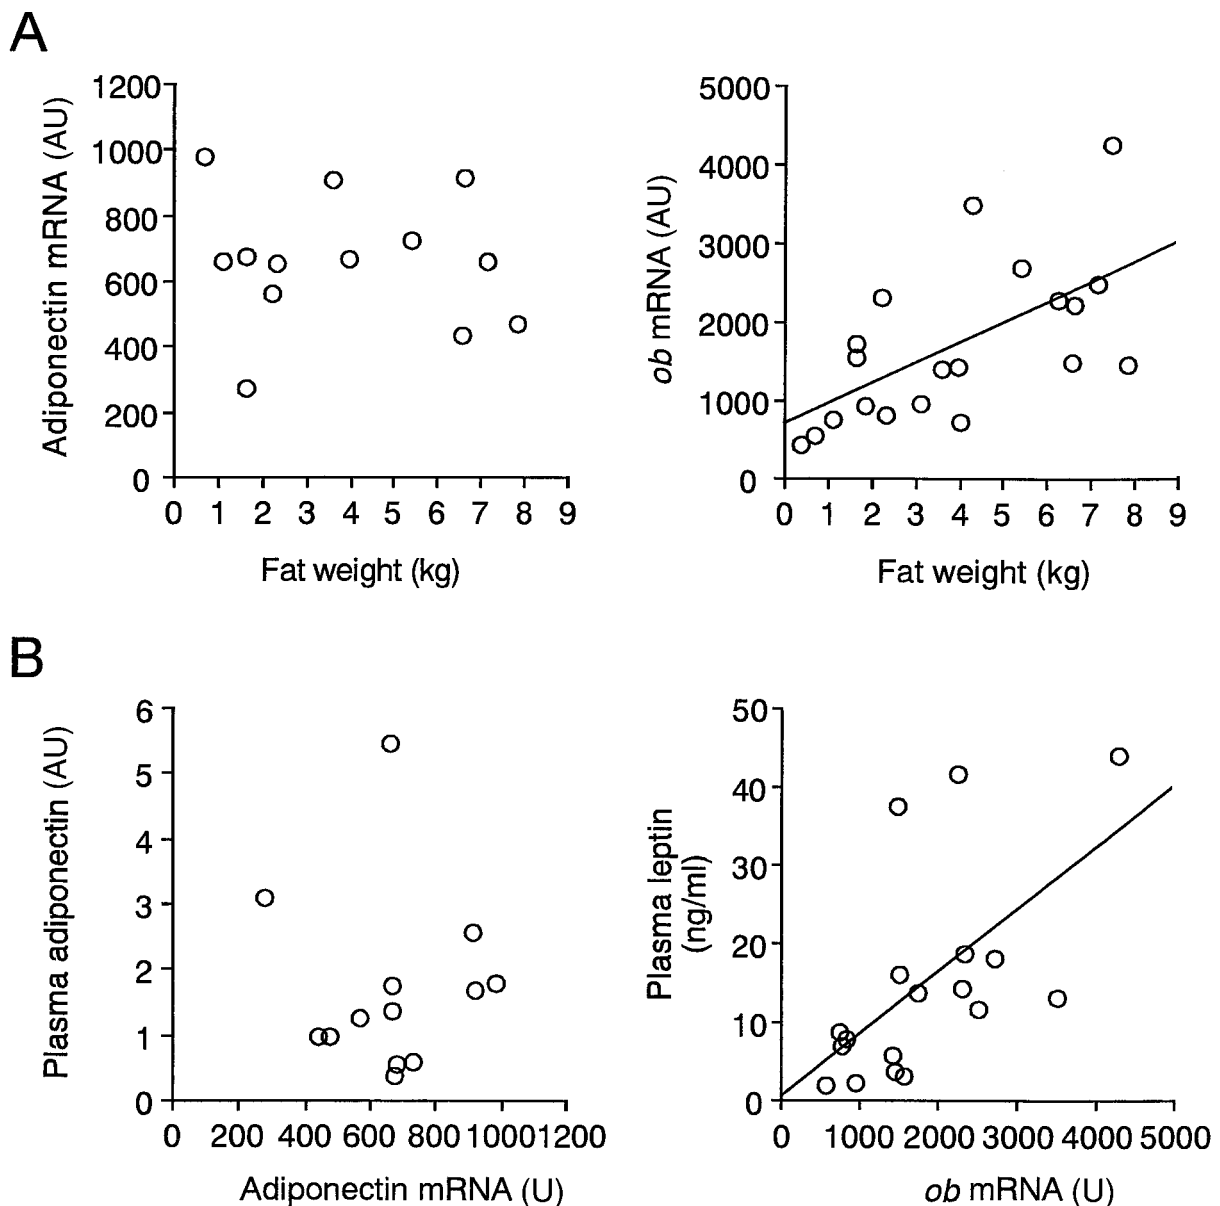 A
Adiponectin mRNA (AU)
1200
1000
800
600
400
200
0
0 1 2 3 4 5 6 7 8 9
Fat weight (kg)
ob mRNA (AU)
5000
4000
3000
2000
1000
0
0 1 2 3 4 5 6 7 8 9
Fat weight (kg)
B
Plasma adiponectin (AU)
6
5
4
3
2
1
0
0 200 400 600 800 1000 1200
Adiponectin mRNA (U)
Plasma leptin
(ng/ml)
50
40
30
20
10
0
0 1000 2000 3000 4000 5000
ob mRNA (U)